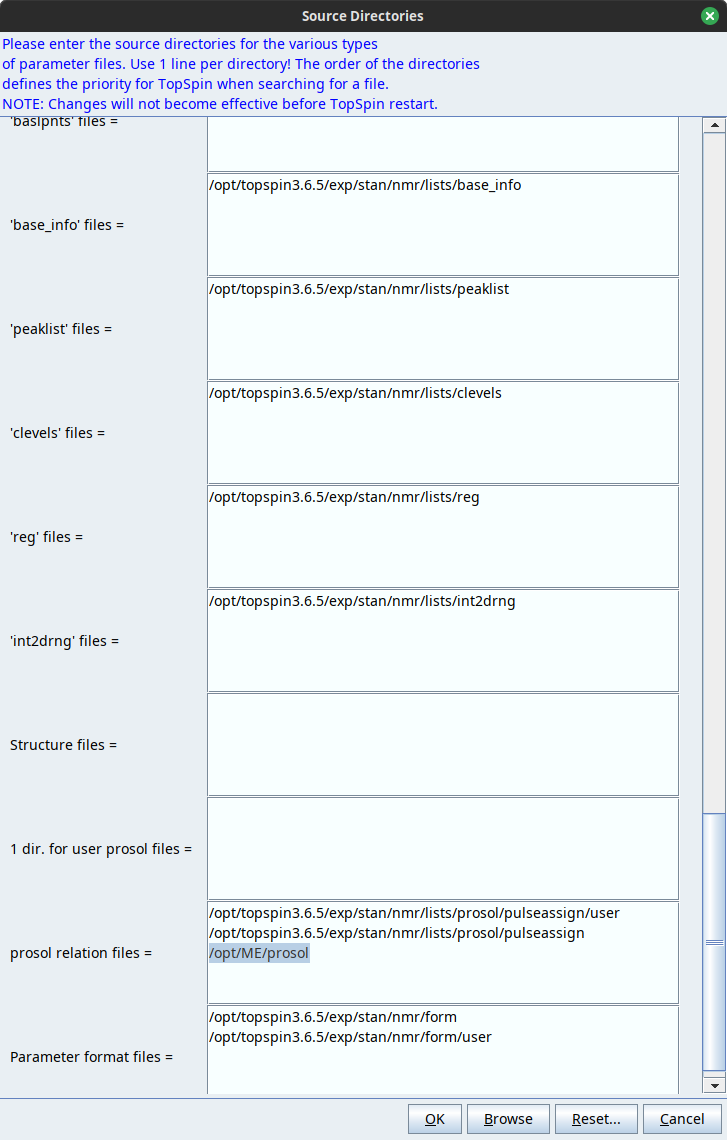 Source Directories
Please enter the source directories for the various types
of parameter files. Use 1 line per directory! The order of the directories
defines the priority for TopSpin when searching for a file.
NOTE: Changes will not become effective before TopSpin restart.
'baslpnts' files =
/opt/topspin3.6.5/exp/stan/nmr/lists/base_info
'base_info' files =
/opt/topspin3.6.5/exp/stan/nmr/lists/peaklist
'peaklist' files =
/opt/topspin3.6.5/exp/stan/nmr/lists/clevels
'clevels' files =
/opt/topspin3.6.5/exp/stan/nmr/lists/reg
'reg' files =
/opt/topspin3.6.5/exp/stan/nmr/lists/int2drng
'int2drng' files =
Structure files =
1 dir. for user prosol files =
/opt/topspin3.6.5/exp/stan/nmr/lists/prosol/pulseassign/user
/opt/topspin3.6.5/exp/stan/nmr/lists/prosol/pulseassign
prosol relation files =
/opt/ME/prosol
/opt/topspin3.6.5/exp/stan/nmr/form
/opt/topspin3.6.5/exp/stan/nmr/form/user
Parameter format files =
OK Browse Reset... Cancel